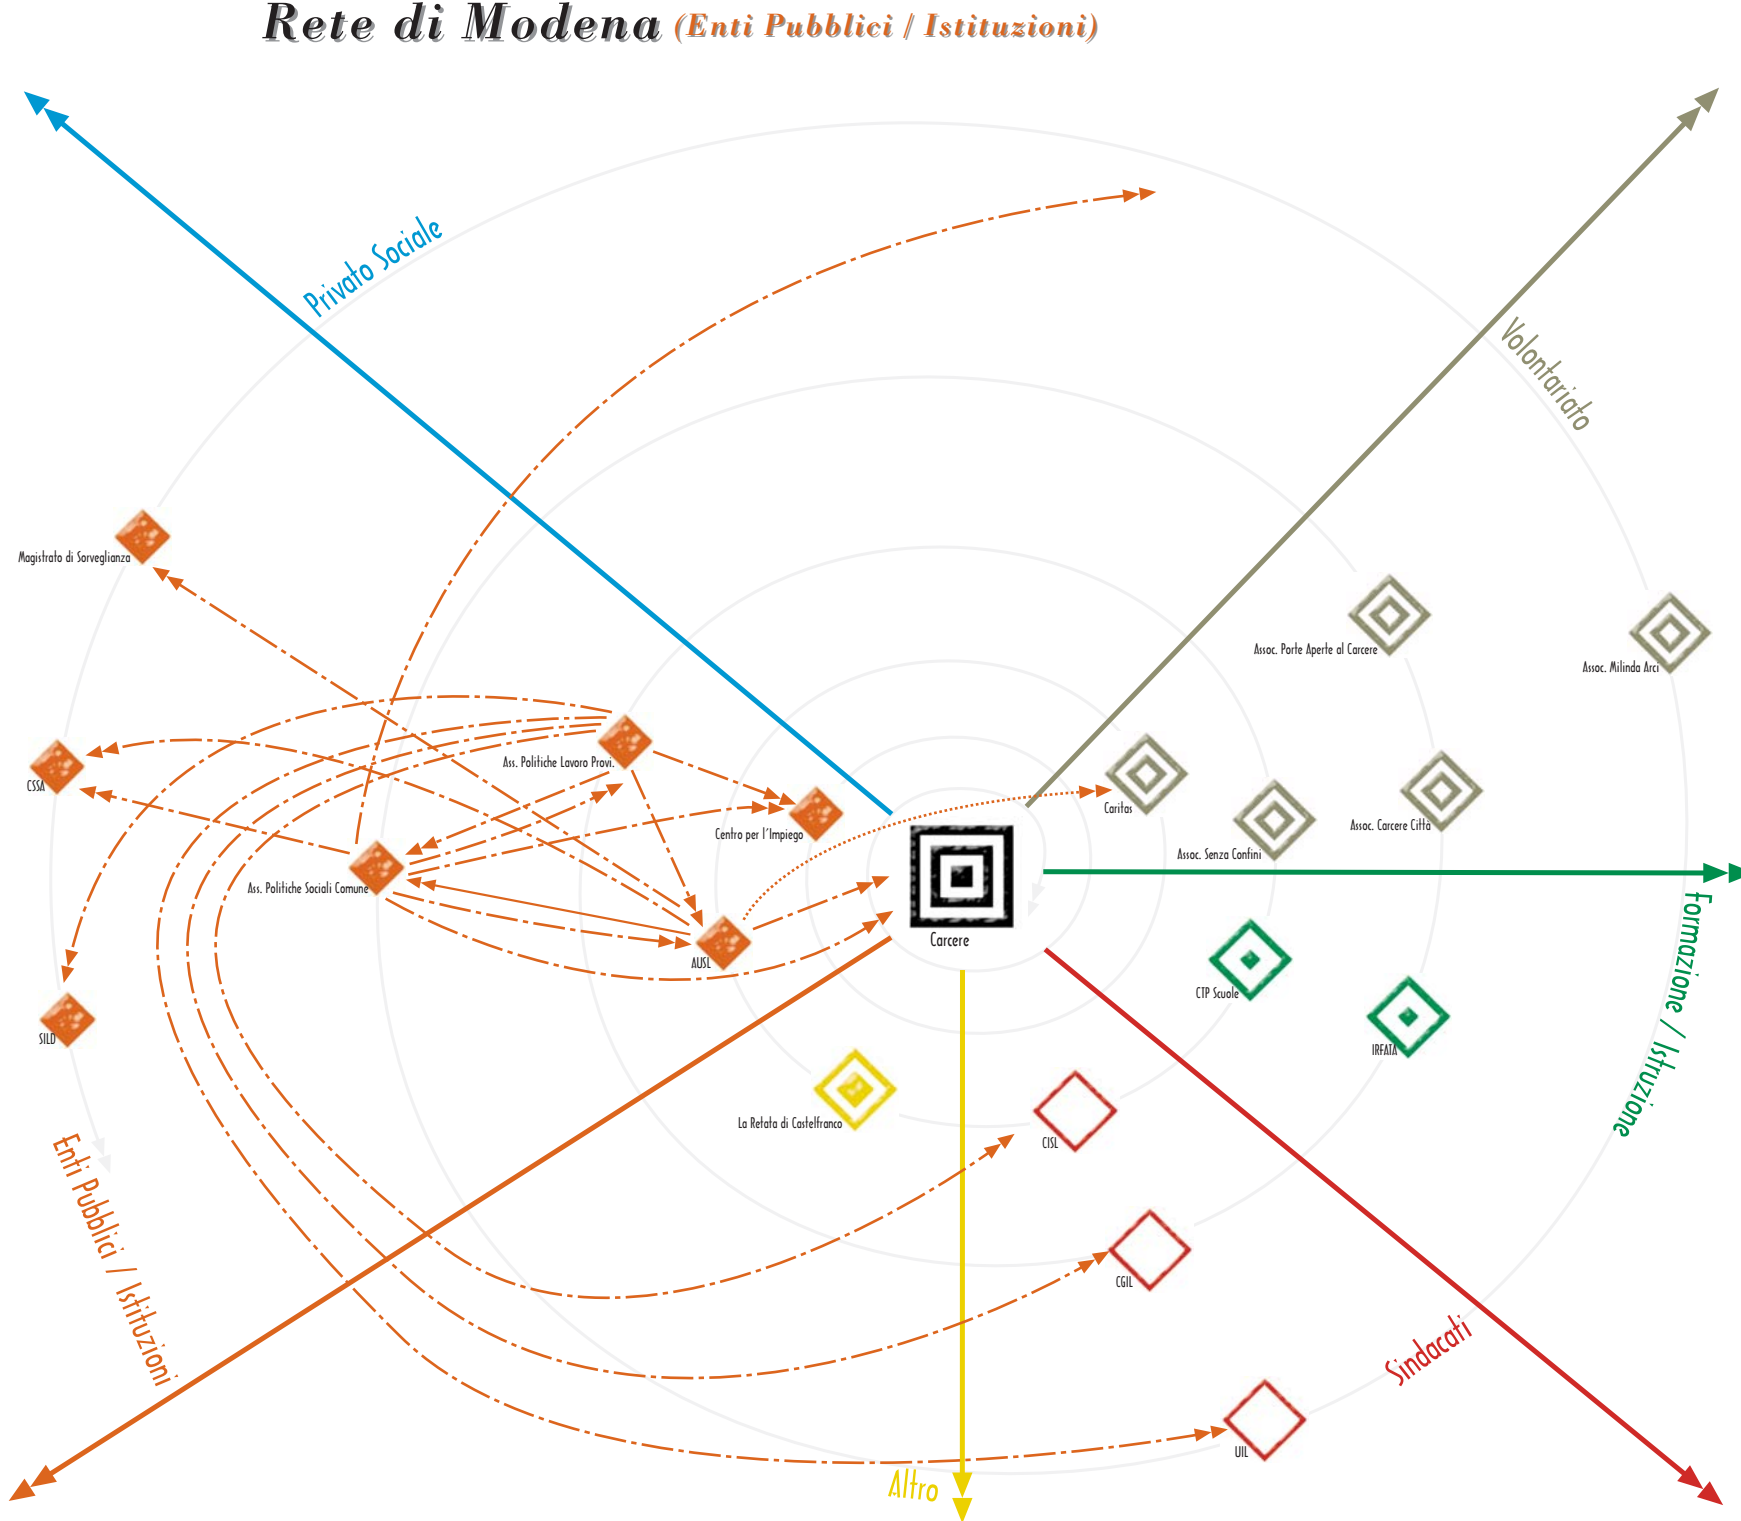 Rete di Modena (Enti Pubblici / Istituzioni)
Privato Sociale
Volontariato
Magistrato di Sorveglianza
Assoc. Porte Aperte al Carcere
Assoc. Milinda Arci
CSSA
Ass. Politiche Lavoro Provi.
Centro per l'Impiego
Caritas
Assoc. Senza Confini
Assoc. Carcere Città
Ass. Politiche Sociali Comune
AUSL
Carcere
Formazione / Istruzione
CTP Scuole
IRFATA
SILD
La Retata di Castelfranco
CISL
Enti Pubblici / Istituzioni
CGIL
Sindacati
UIL
Altro